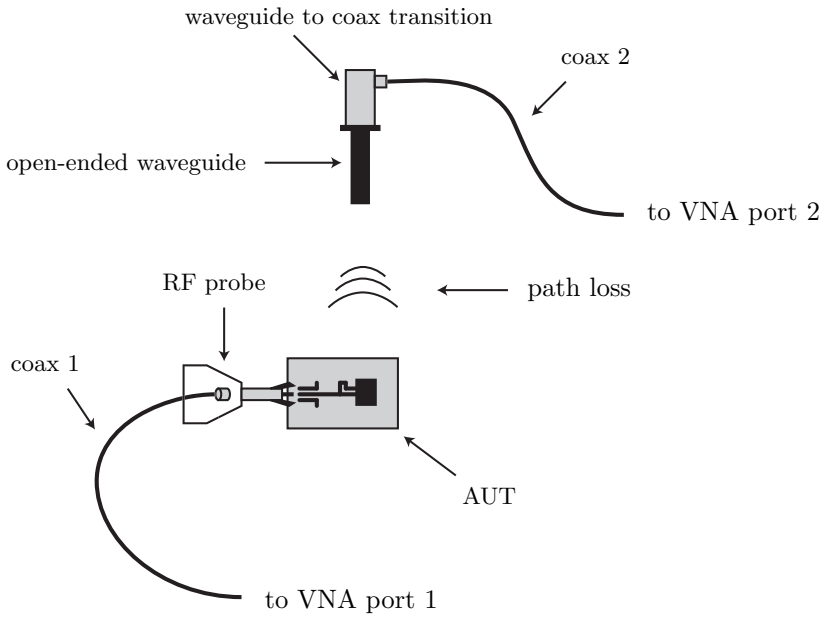 waveguide to coax transition
coax 2
open-ended waveguide
to VNA port 2
RF probe
path loss
coax 1
AUT
to VNA port 1